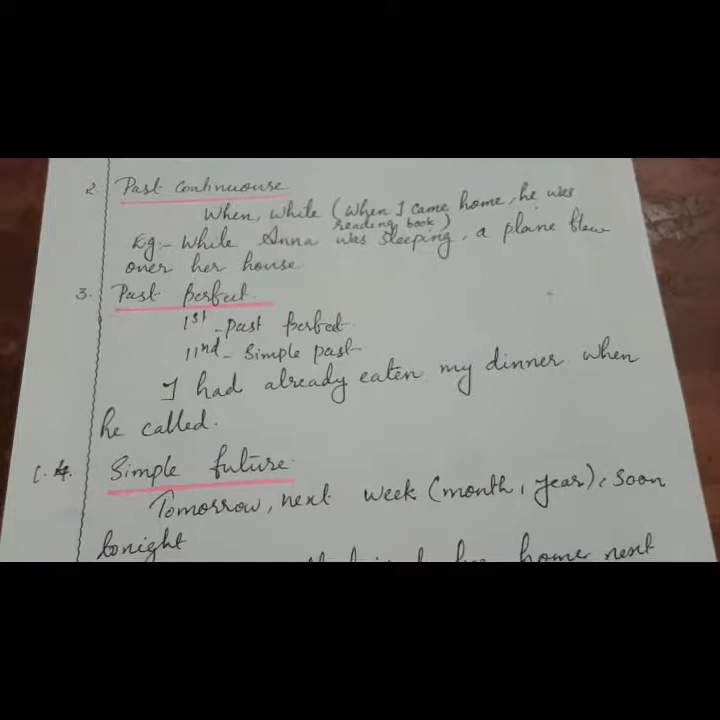 2. Past continuouse
When, while (when I came home, he was
reading book)
Eg:- While Anna was sleeping, a plane flew
over her house.
3. Past perfect.
1st - Past perfect.
IInd - Simple past
I had already eaten my dinner when
he called.
4. Simple future
Tomorrow, next week (month, year), soon
tonight
home next